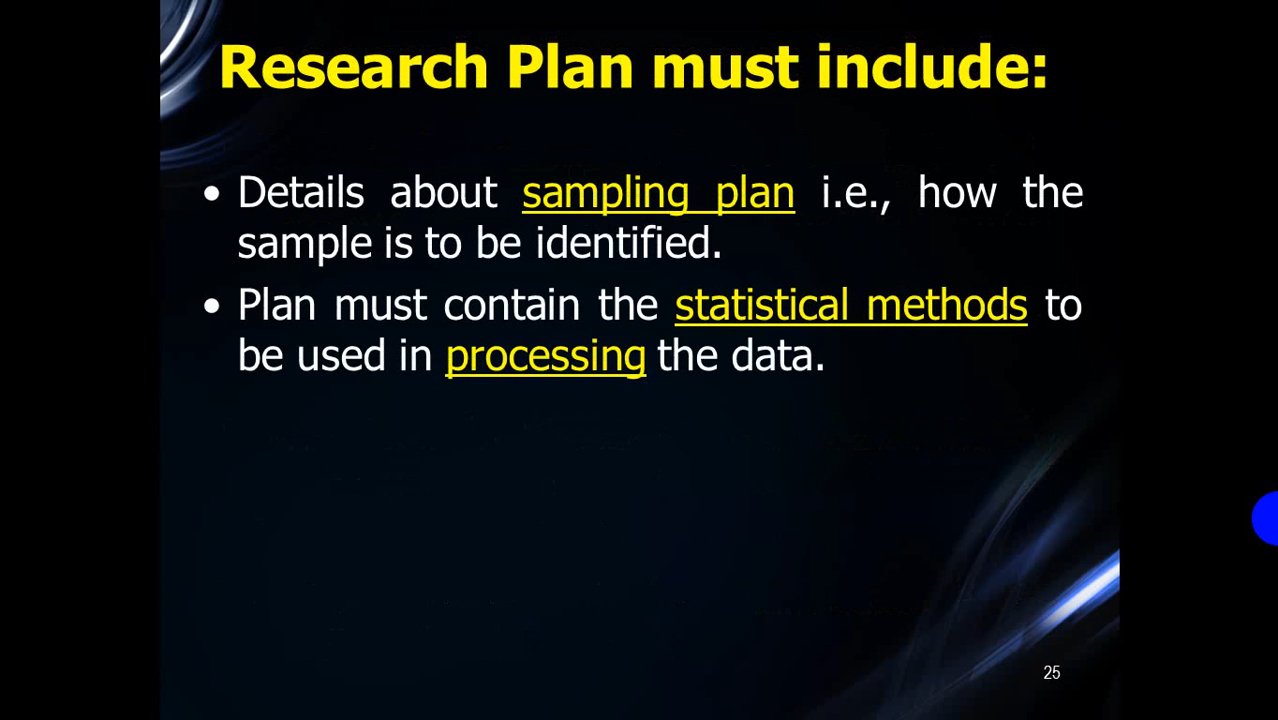 Research Plan must include:
• Details about sampling plan i.e., how the
sample is to be identified.
• Plan must contain the statistical methods to
be used in processing the data.
25